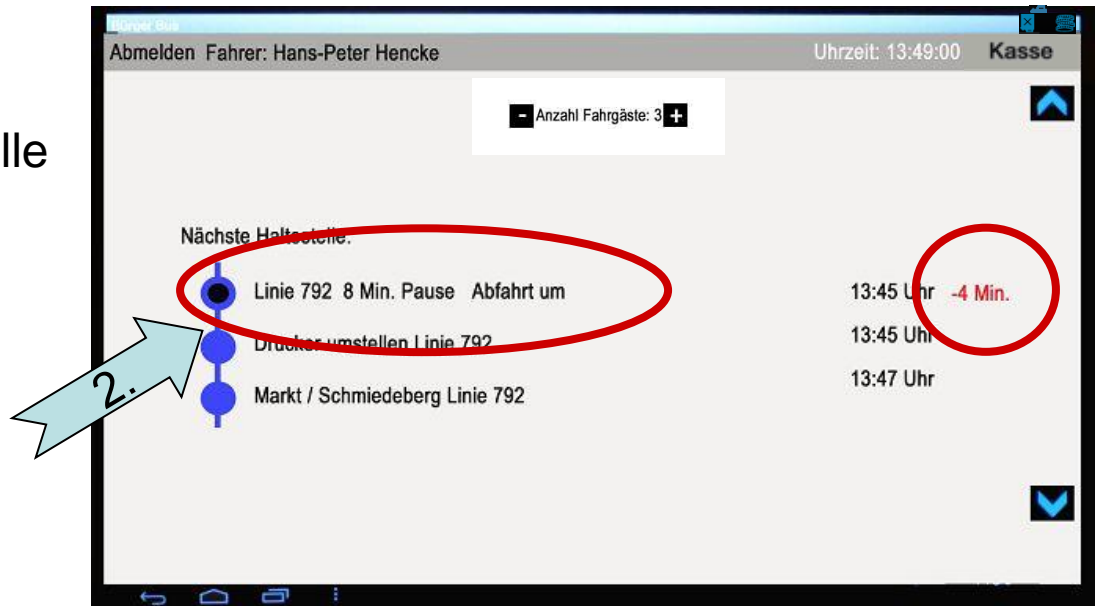 Bürger Bus
Abmelden Fahrer: Hans-Peter Hencke Uhrzeit: 13:49:00 Kasse
- Anzahl Fahrgäste: 3 +
lle
Nächste Haltestelle:
Linie 792 8 Min. Pause Abfahrt um 13:45 Uhr -4 Min.
Drucker umstellen Linie 792 13:45 Uhr
2.
Markt / Schmiedeberg Linie 792 13:47 Uhr